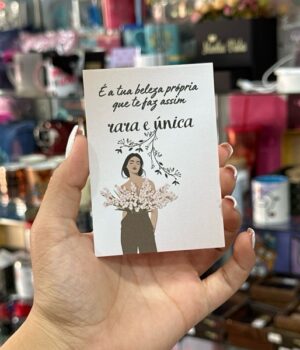 É a tua beleza própria
que te faz assim
rara e única